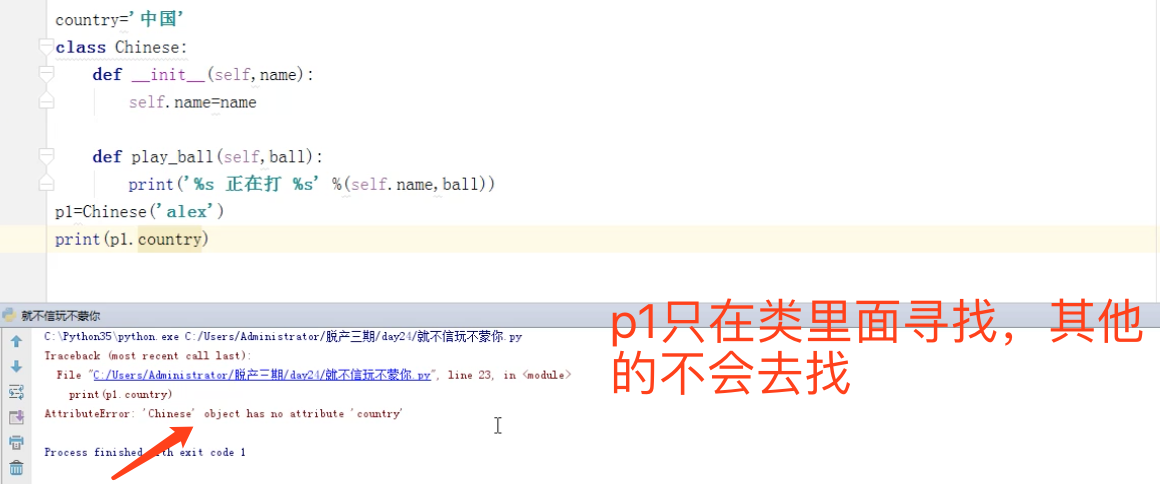 country='中国'
class Chinese:
def __init__(self,name):
self.name=name
def play_ball(self,ball):
print('%s 正在打 %s' %(self.name,ball))
p1=Chinese('alex')
print(p1.country)
就不信玩不蒙你
C:\Python35\python.exe C:/Users/Administrator/脱产三期/day24/就不信玩不蒙你.py
Traceback (most recent call last):
File "C:/Users/Administrator/脱产三期/day24/就不信玩不蒙你.py", line 23, in <module>
print(p1.country)
AttributeError: 'Chinese' object has no attribute 'country'
Process finished with exit code 1
p1只在类里面寻找，其他
的不会去找